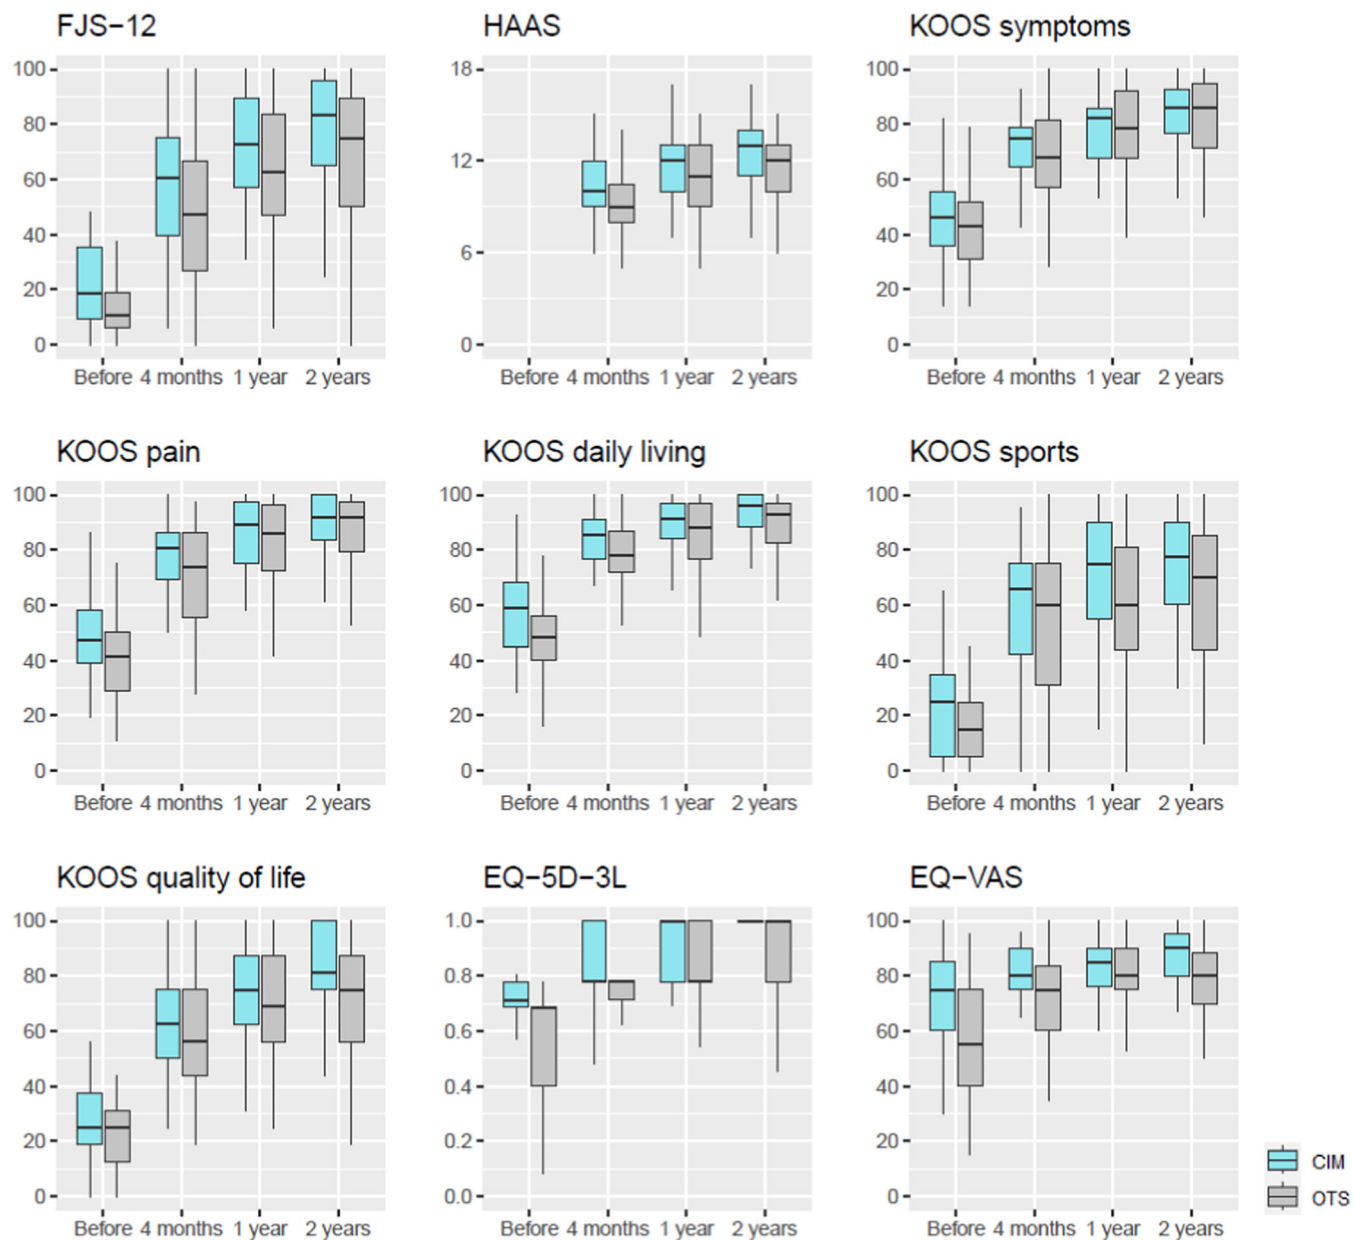 FJS−12
HAAS
KOOS symptoms
100
80
60
40
20
0
Before 4 months 1 year 2 years
18
12
6
0
Before 4 months 1 year 2 years
100
80
60
40
20
0
Before 4 months 1 year 2 years
KOOS pain
KOOS daily living
KOOS sports
100
80
60
40
20
0
Before 4 months 1 year 2 years
100
80
60
40
20
0
Before 4 months 1 year 2 years
100
80
60
40
20
0
Before 4 months 1 year 2 years
KOOS quality of life
EQ−5D−3L
EQ−VAS
100
80
60
40
20
0
Before 4 months 1 year 2 years
1.0
0.8
0.6
0.4
0.2
0.0
Before 4 months 1 year 2 years
100
80
60
40
20
0
Before 4 months 1 year 2 years
CIM
OTS